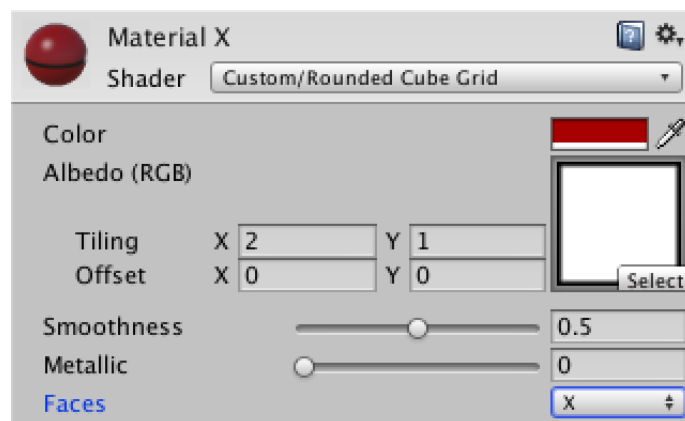 Material X
Shader Custom/Rounded Cube Grid
Color
Albedo (RGB)
Tiling X 2 Y 1
Offset X 0 Y 0
Select
Smoothness 0.5
Metallic 0
Faces X